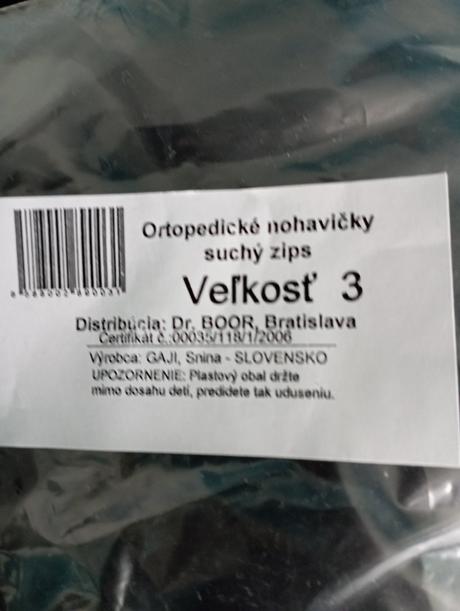 Ortopedické nohavičky
suchý zips
Veľkosť 3
Distribúcia: Dr. BOOR, Bratislava
Certifikát č.:00035/118/1/2006
Výrobca: GAJI, Snina - SLOVENSKO
UPOZORNENIE: Plastový obal držte
mimo dosahu detí, predídete tak uduseniu.